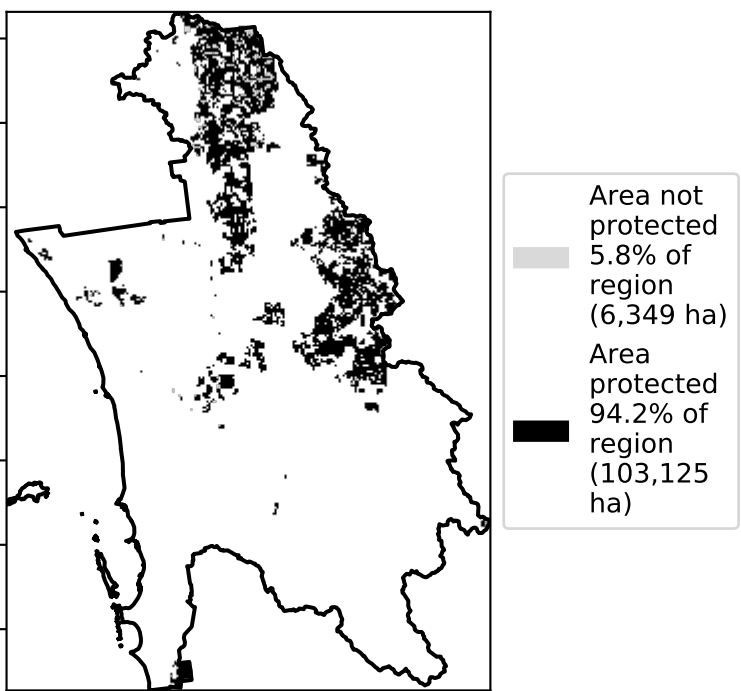 Area not
protected
5.8% of
region
(6,349 ha)
Area
protected
94.2% of
region
(103,125
ha)